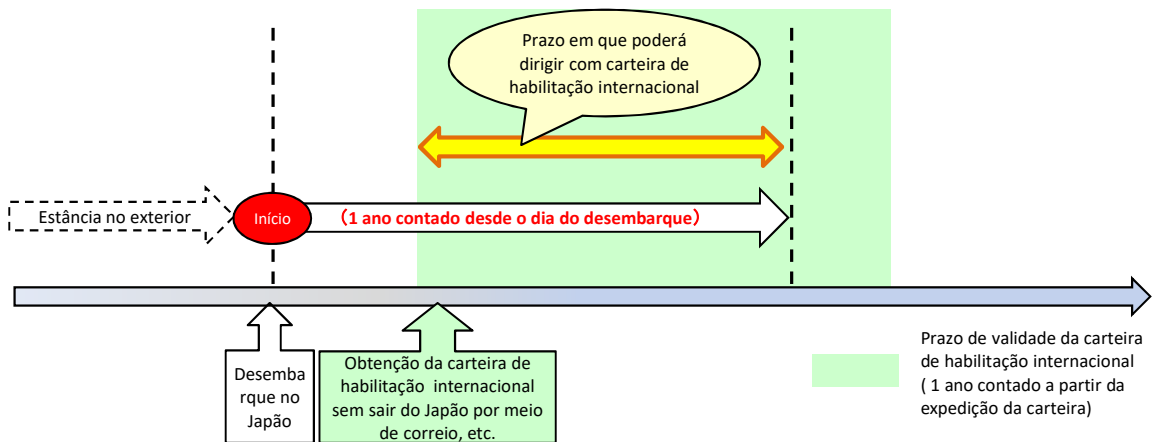 Prazo em que poderá
dirigir com carteira de
habilitação internacional
Estância no exterior
Início
（1 ano contado desde o dia do desembarque）
Desemba
rque no
Japão
Obtenção da carteira de
habilitação  internacional
sem sair do Japão por meio
de correio, etc.
Prazo de validade da carteira
de habilitação internacional
( 1 ano contado a partir da
expedição da carteira)